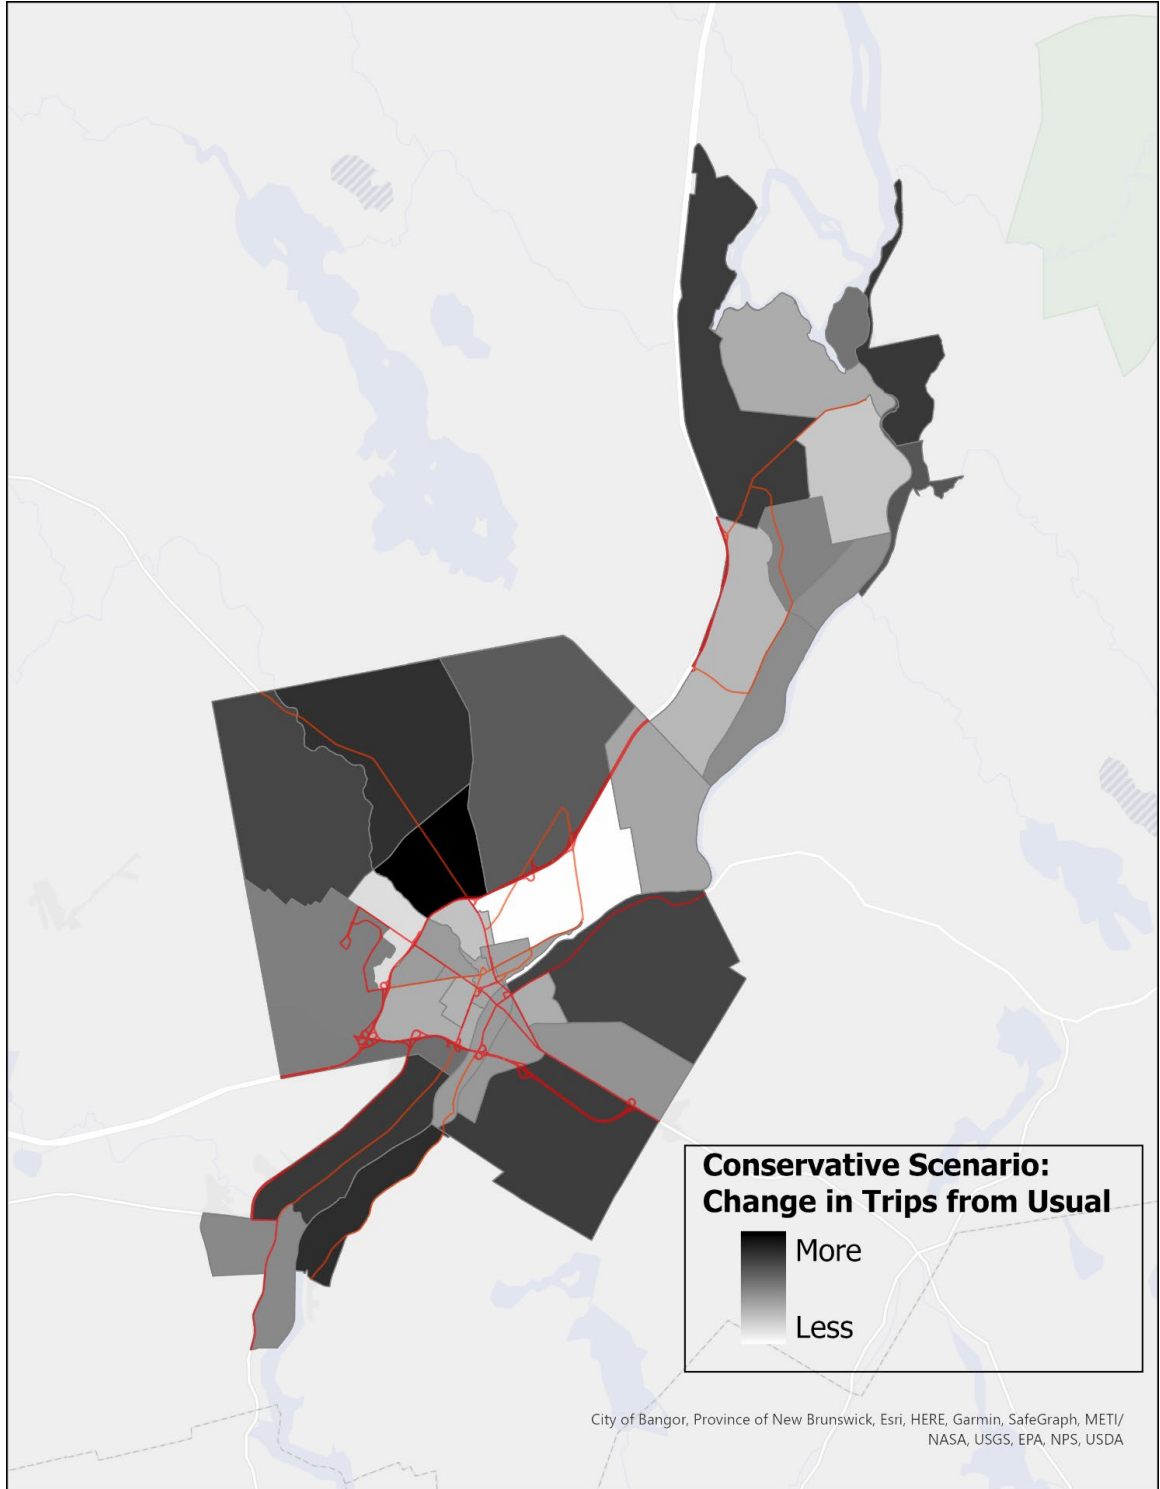 Conservative Scenario:
Change in Trips from Usual
More
Less
City of Bangor, Province of New Brunswick, Esri, HERE, Garmin, SafeGraph, METI/
NASA, USGS, EPA, NPS, USDA